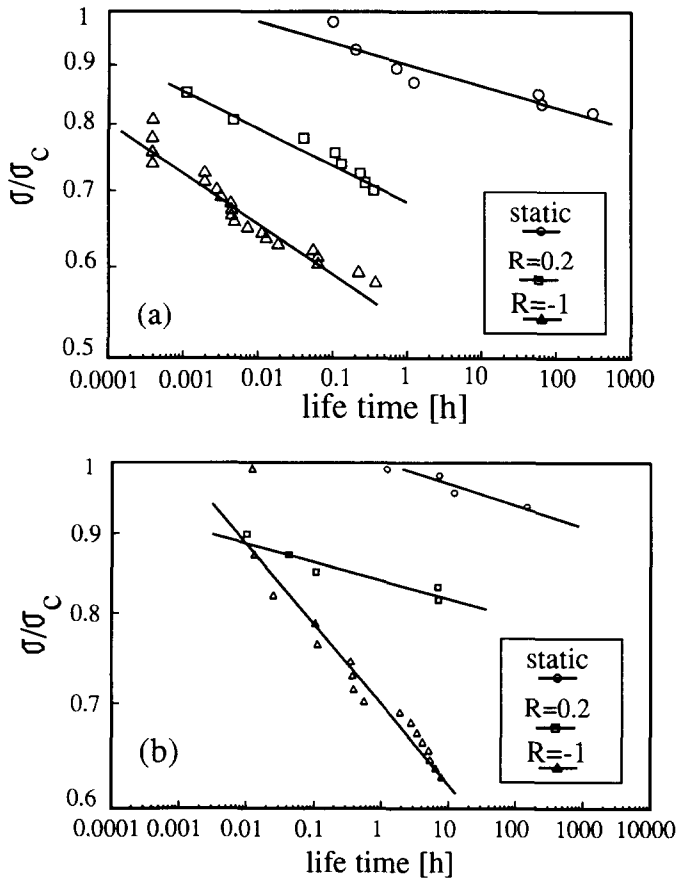 1
0.9
0.8
0.7
0.6
0.5
σ/σ_C
static
R=0.2
R=-1
(a)
0.0001 0.001 0.01 0.1 1 10 100 1000
life time [h]
1
0.9
0.8
0.7
0.6
σ/σ_C
static
R=0.2
R=-1
(b)
0.0001 0.001 0.01 0.1 1 10 100 1000 10000
life time [h]